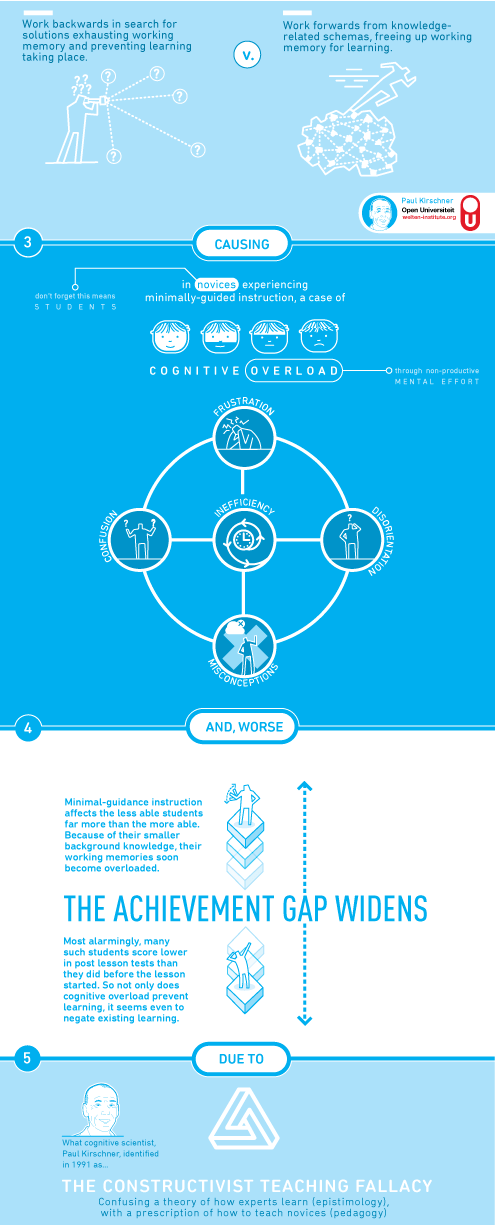 Work backwards in search for
solutions exhausting working
memory and preventing learning
taking place.
v.
Work forwards from knowledge-
related schemas, freeing up working
memory for learning.
? ? ?
? ?
?
?
?
?
Paul Kirschner
Open Universiteit
welten-institute.org
U
3
CAUSING
in novices experiencing
minimally-guided instruction, a case of
don't forget this means
STUDENTS
COGNITIVE OVERLOAD
through non-productive
MENTAL EFFORT
FRUSTRATION
CONFUSION
? ?
INEFFICIENCY
?
DISORIENTATION
MISCONCEPTIONS
4
AND, WORSE
Minimal-guidance instruction
affects the less able students
far more than the more able.
Because of their smaller
background knowledge, their
working memories soon
become overloaded.
THE ACHIEVEMENT GAP WIDENS
Most alarmingly, many
such students score lower
in post lesson tests than
they did before the lesson
started. So not only does
cognitive overload prevent
learning, it seems even to
negate existing learning.
5
DUE TO
What cognitive scientist,
Paul Kirschner, identified
in 1991 as...
THE CONSTRUCTIVIST TEACHING FALLACY
Confusing a theory of how experts learn (epistimology),
with a prescription of how to teach novices (pedagogy)